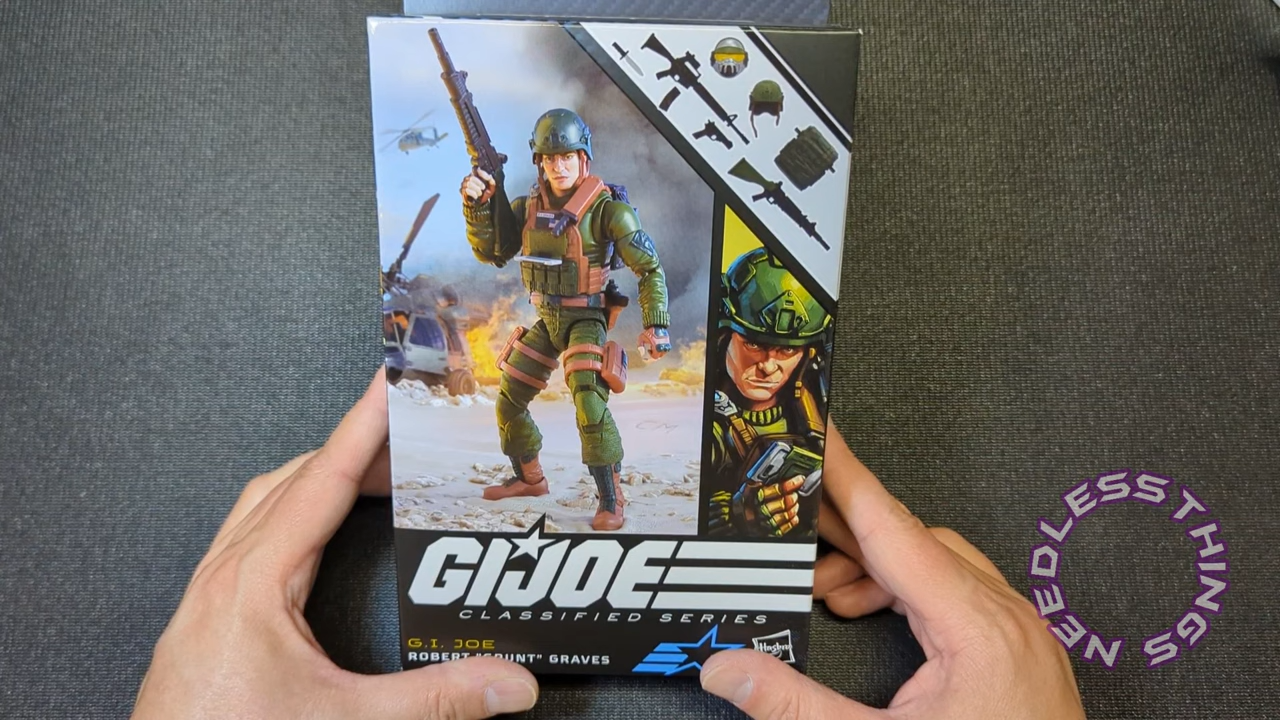 GI JOE
CLASSIFIED SERIES
G.I. JOE
ROBERT "GRUNT" GRAVES
Hasbro
NEEDLESS THINGS